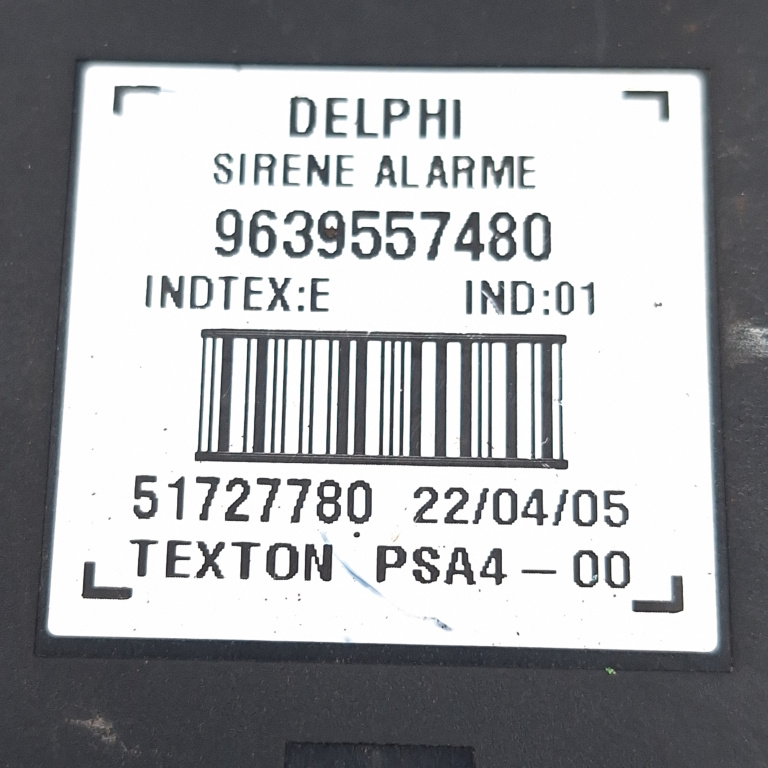 DELPHI
SIRENE ALARME
9639557480
INDTEX:E IND:01
51727780 22/04/05
TEXTON PSA4-00